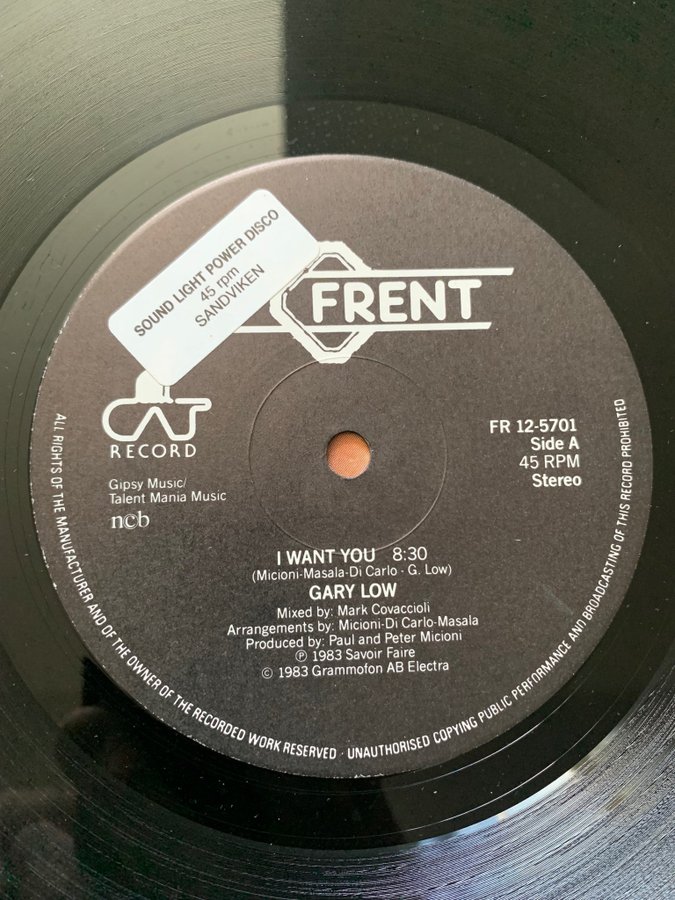 SOUND LIGHT POWER DISCO
45 rpm
SANDVIKEN
FRENT
CAT
RECORD
Gipsy Music/
Talent Mania Music
ncb
FR 12-5701
Side A
45 RPM
Stereo
I WANT YOU 8:30
(Micioni-Masala-Di Carlo - G. Low)
GARY LOW
Mixed by: Mark Covaccioli
Arrangements by: Micioni-Di Carlo-Masala
Produced by: Paul and Peter Micioni
℗ 1983 Savoir Faire
© 1983 Grammofon AB Electra
ALL RIGHTS OF THE MANUFACTURER AND OF THE OWNER OF THE RECORDED WORK RESERVED · UNAUTHORISED COPYING PUBLIC PERFORMANCE AND BROADCASTING OF THIS RECORD PROHIBITED